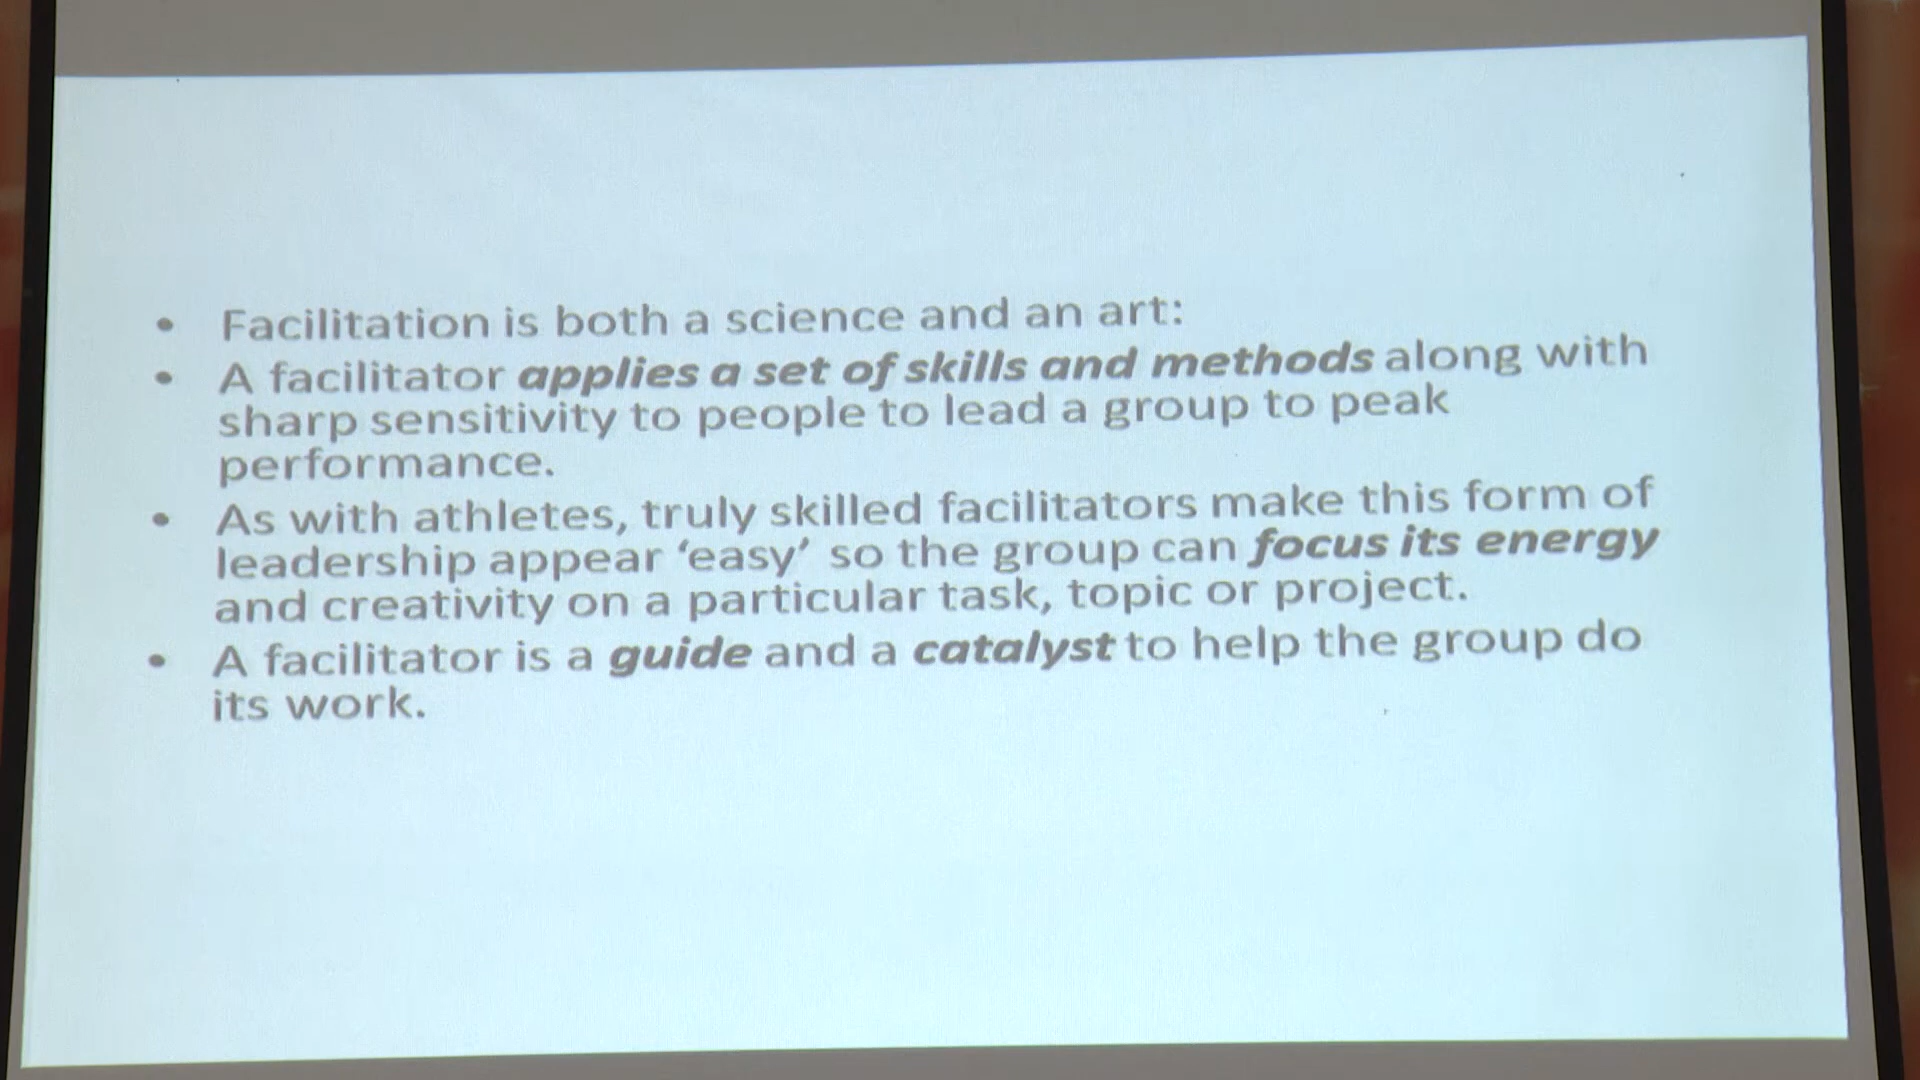 • Facilitation is both a science and an art:
• A facilitator applies a set of skills and methods along with
sharp sensitivity to people to lead a group to peak
performance.
• As with athletes, truly skilled facilitators make this form of
leadership appear ‘easy’ so the group can focus its energy
and creativity on a particular task, topic or project.
• A facilitator is a guide and a catalyst to help the group do
its work.